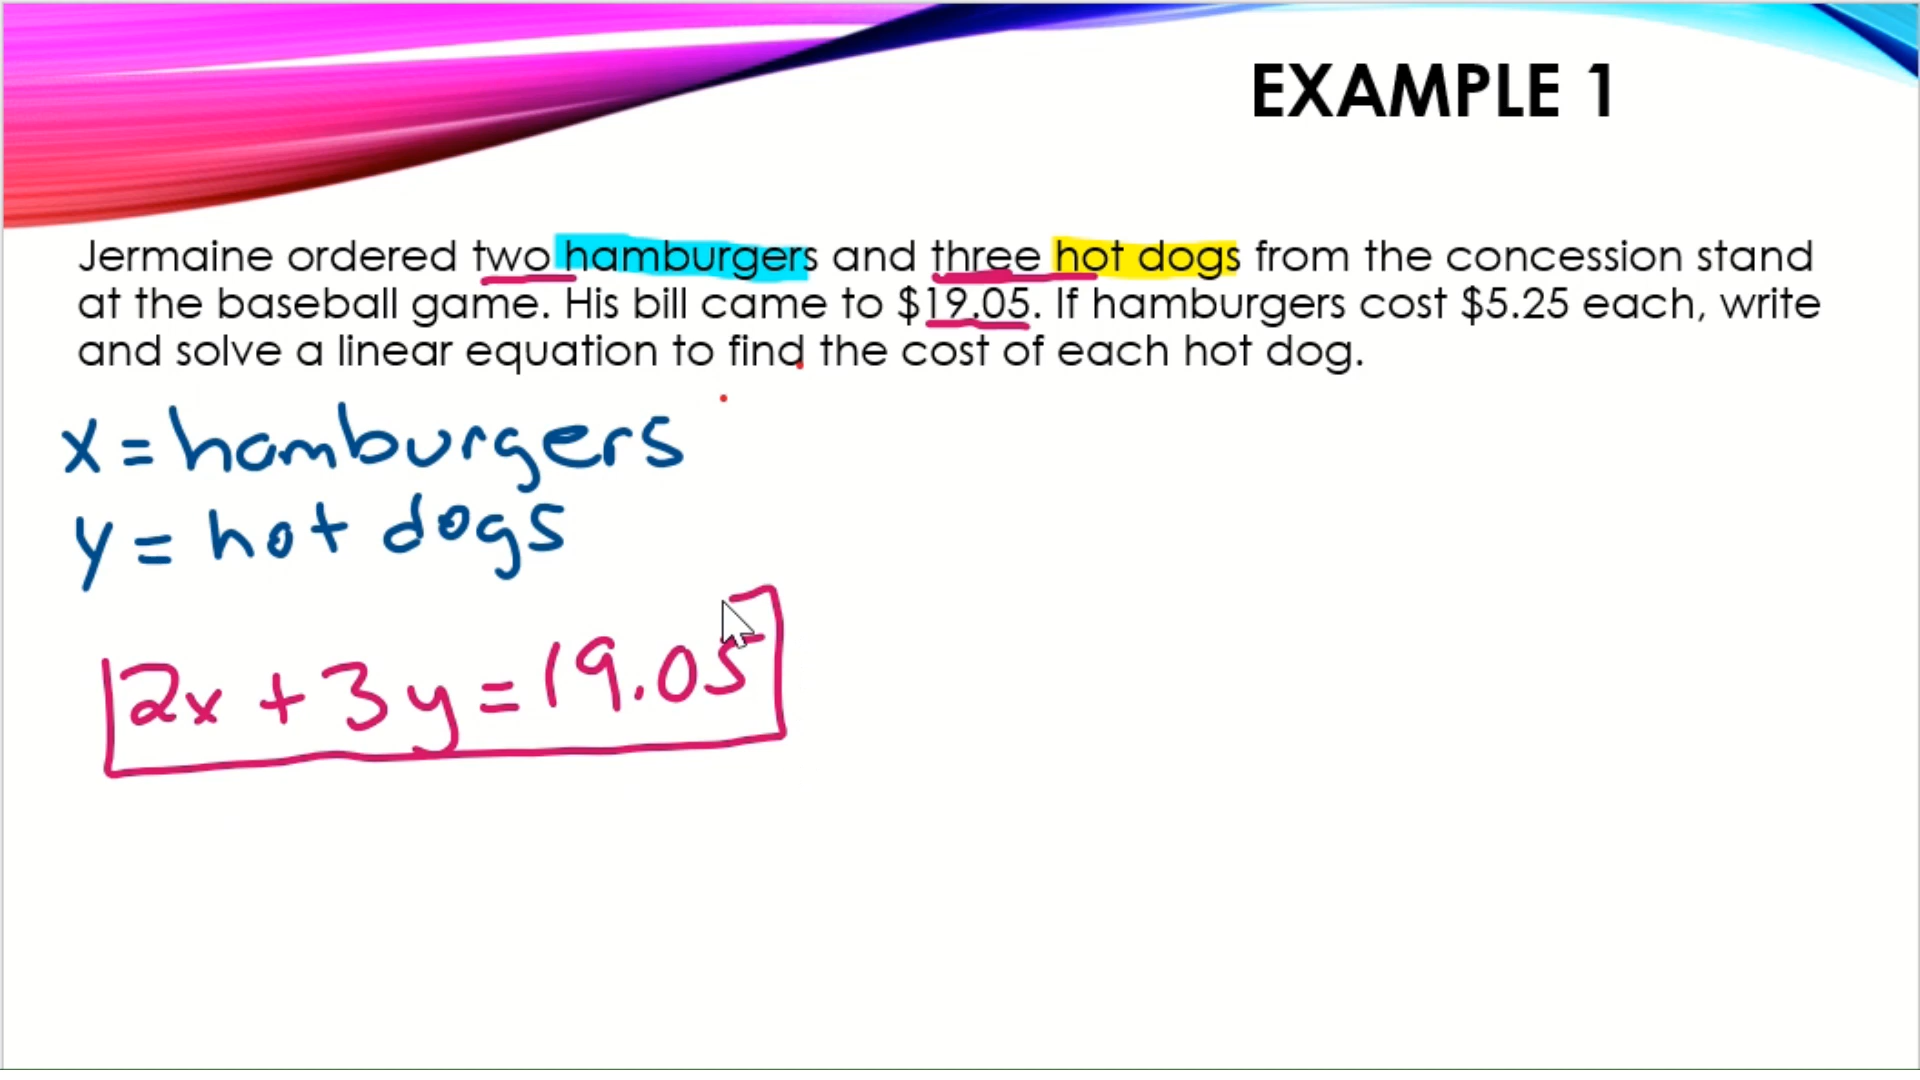 EXAMPLE 1
Jermaine ordered two hamburgers and three hot dogs from the concession stand
at the baseball game. His bill came to $19.05. If hamburgers cost $5.25 each, write
and solve a linear equation to find the cost of each hot dog.
x = hamburgers
y = hot dogs
2x + 3y = 19.05